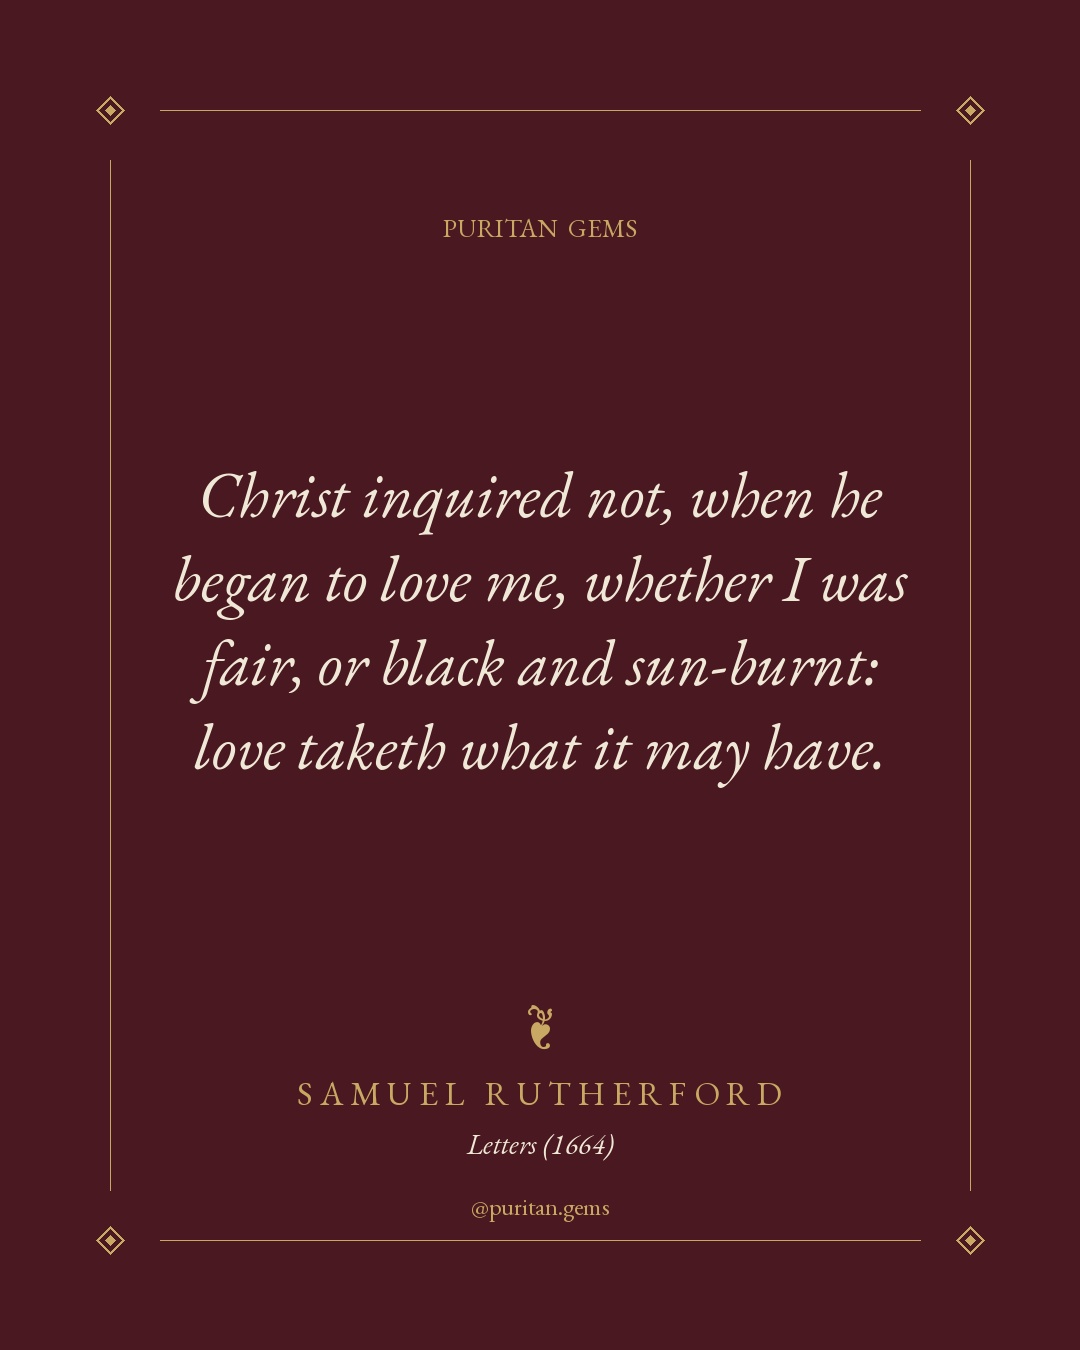 PURITAN GEMS
Christ inquired not, when he
began to love me, whether I was
fair, or black and sun-burnt:
love taketh what it may have.
SAMUEL RUTHERFORD
Letters (1664)
@puritan.gems